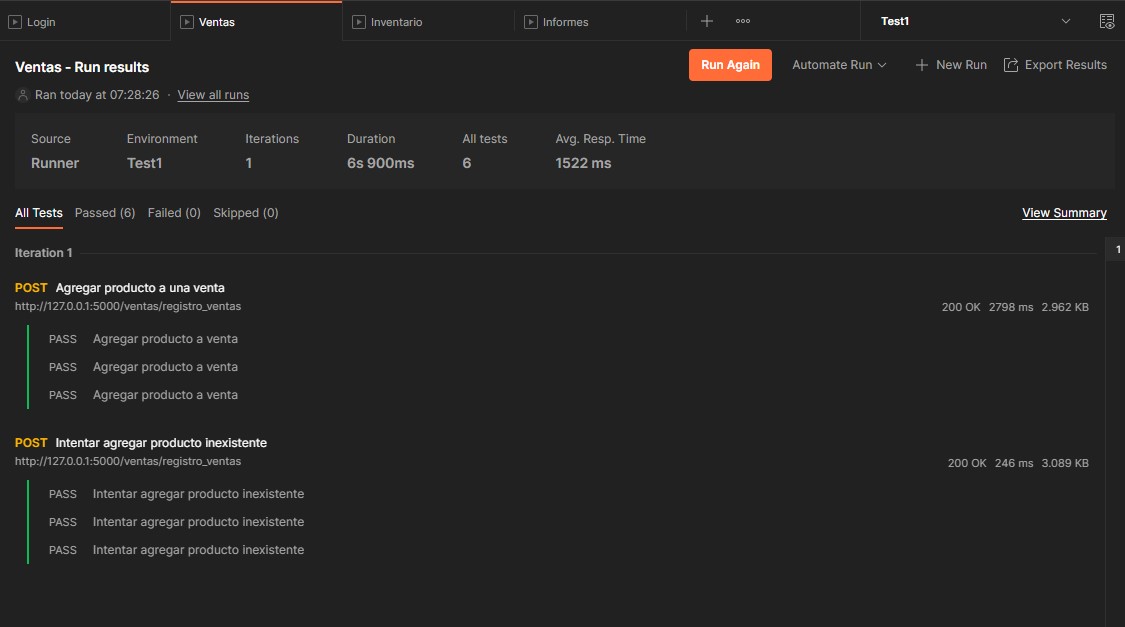 Login Ventas Inventario Informes Test1
Ventas - Run results
Run Again Automate Run New Run Export Results
Ran today at 07:28:26 · View all runs
Source Environment Iterations Duration All tests Avg. Resp. Time
Runner Test1 1 6s 900ms 6 1522 ms
All Tests Passed (6) Failed (0) Skipped (0) View Summary
Iteration 1 1
POST Agregar producto a una venta
http://127.0.0.1:5000/ventas/registro_ventas 200 OK 2798 ms 2.962 KB
PASS Agregar producto a venta
PASS Agregar producto a venta
PASS Agregar producto a venta
POST Intentar agregar producto inexistente
http://127.0.0.1:5000/ventas/registro_ventas 200 OK 246 ms 3.089 KB
PASS Intentar agregar producto inexistente
PASS Intentar agregar producto inexistente
PASS Intentar agregar producto inexistente